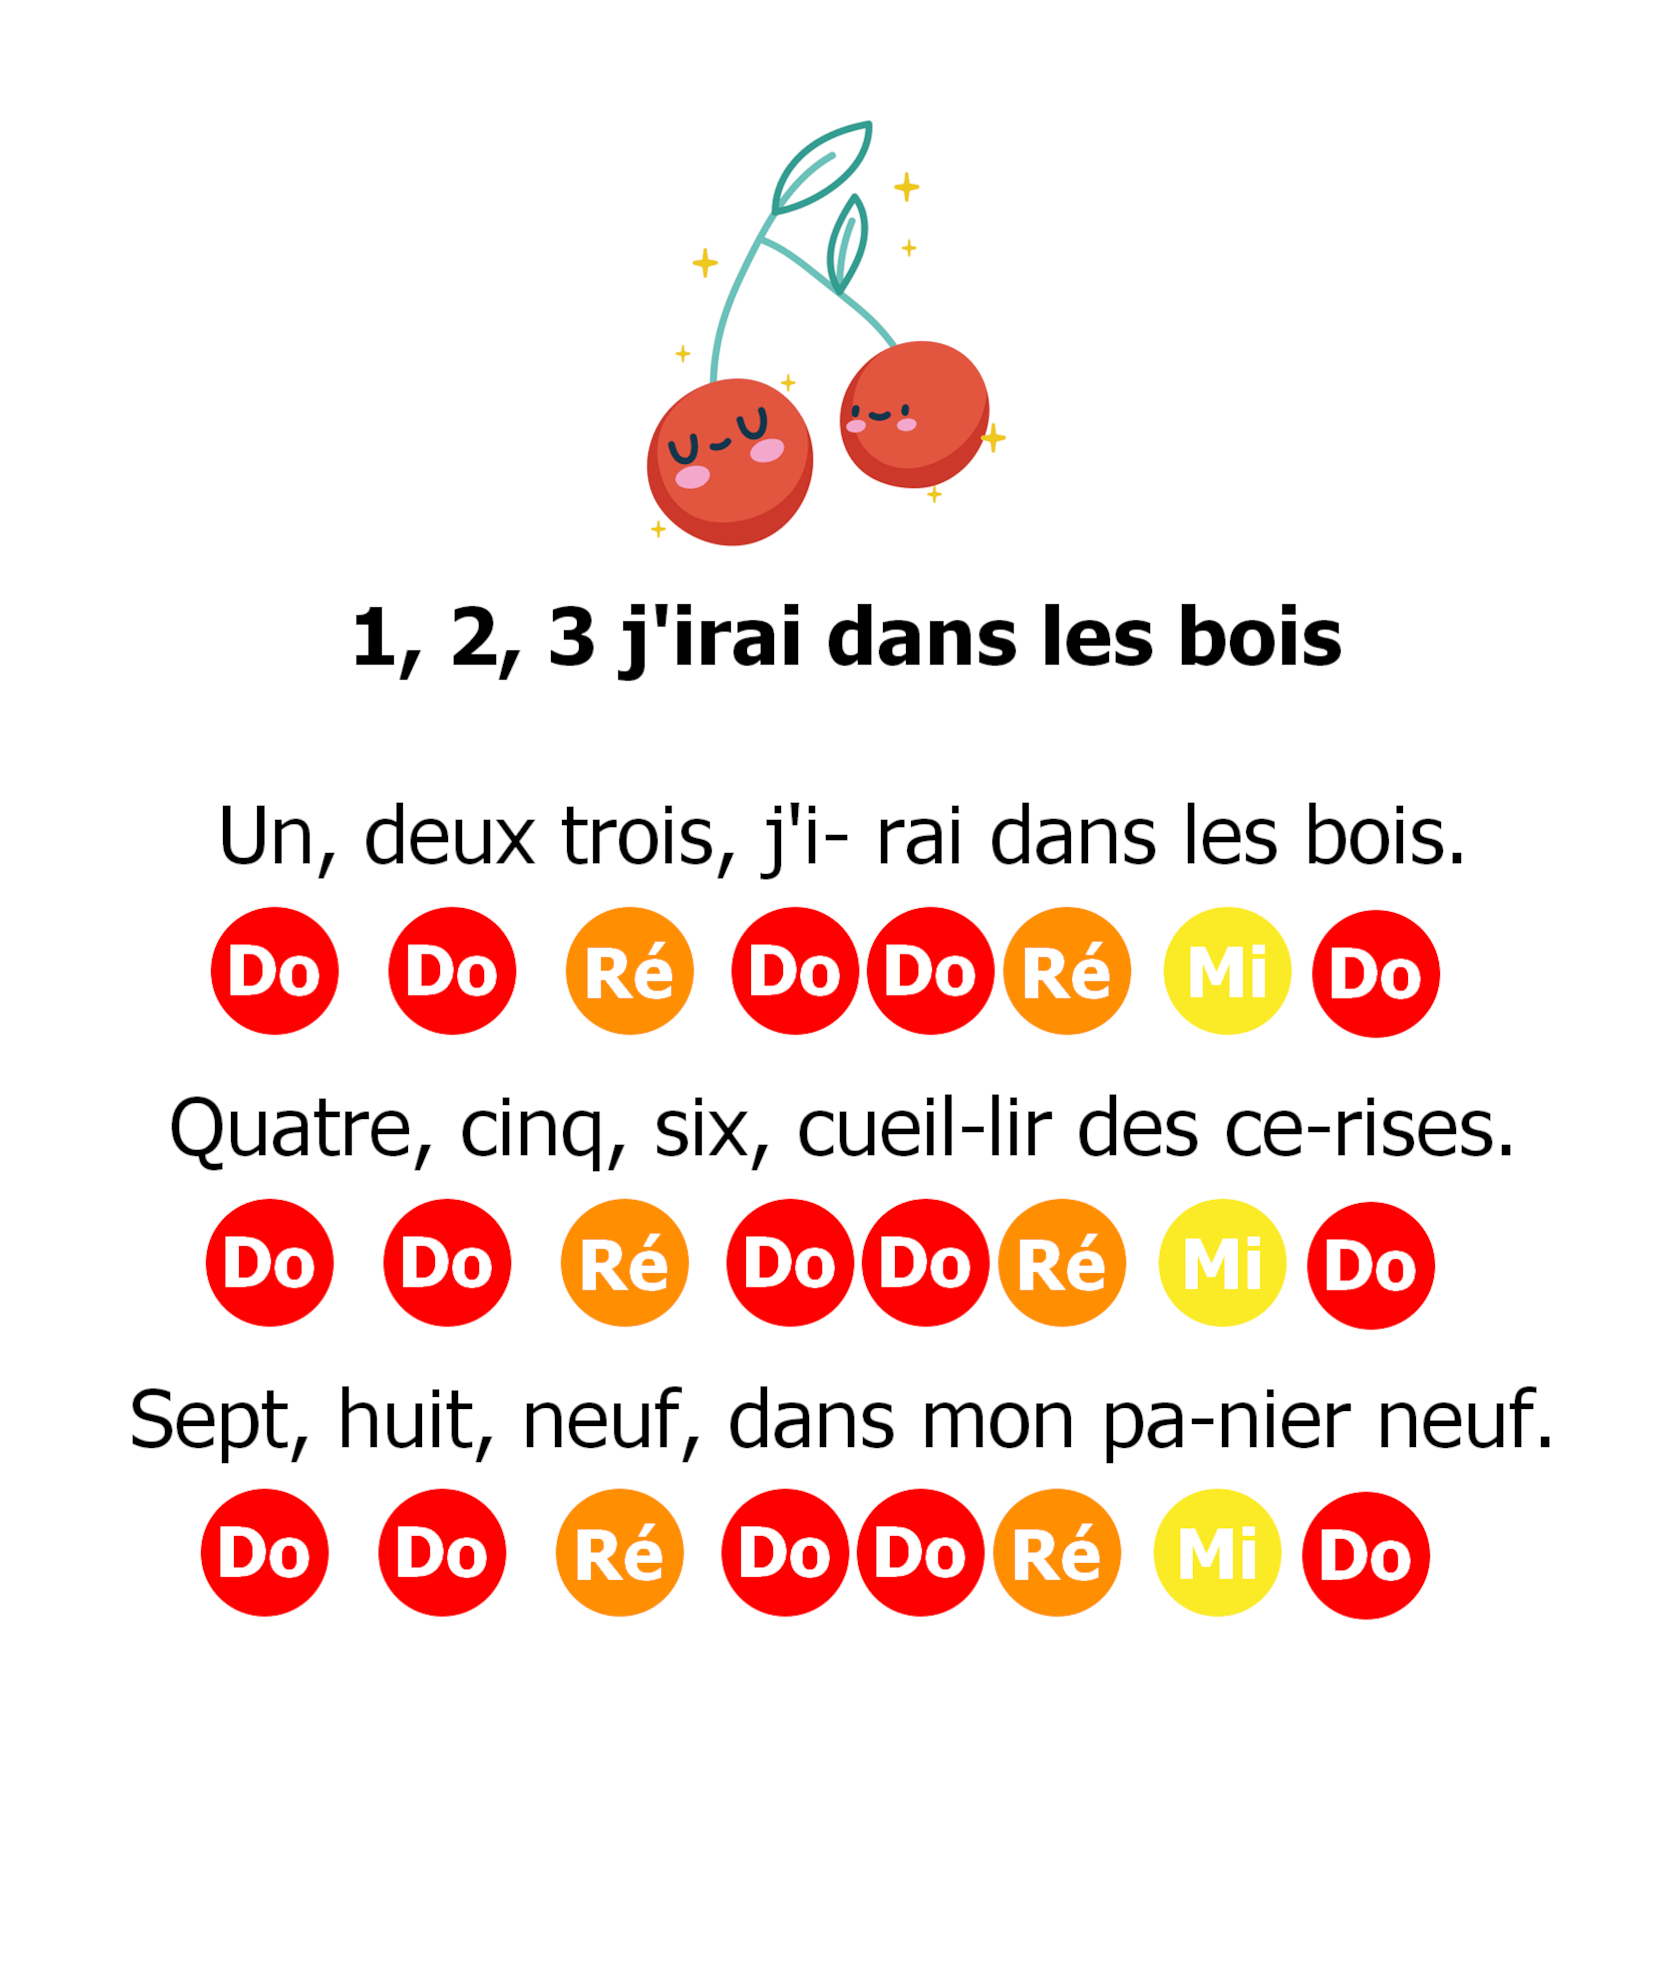 1, 2, 3 j'irai dans les bois
Un, deux trois, j'i- rai dans les bois.
Do Do Ré Do Do Ré Mi Do
Quatre, cinq, six, cueil-lir des ce-rises.
Do Do Ré Do Do Ré Mi Do
Sept, huit, neuf, dans mon pa-nier neuf.
Do Do Ré Do Do Ré Mi Do